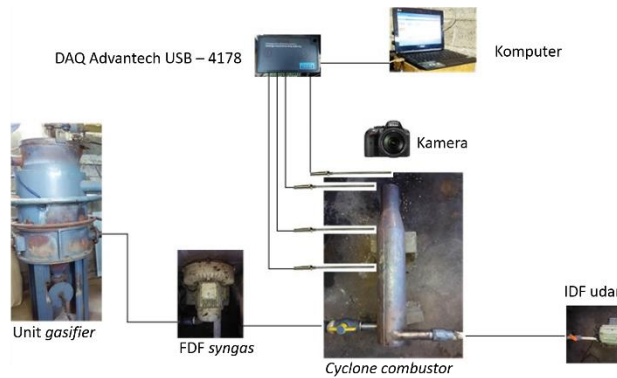 DAQ Advantech USB – 4178
Komputer
Kamera
Unit gasifier
FDF syngas
Cyclone combustor
IDF udar